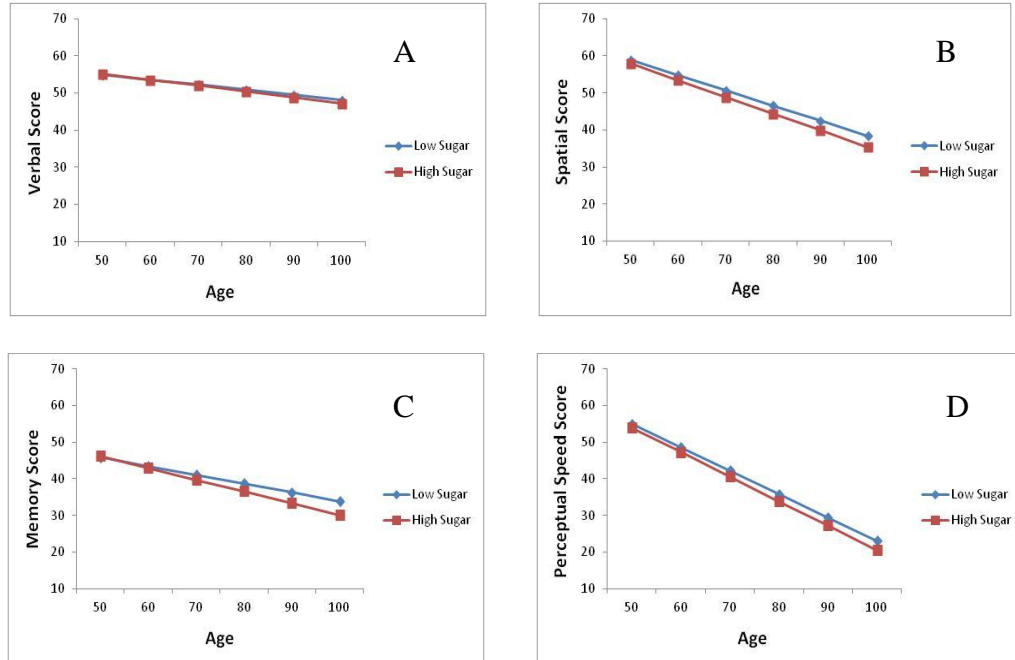 A
Verbal Score
70
60
50
40
30
20
10
50 60 70 80 90 100
Age
Low Sugar
High Sugar
B
Spatial Score
70
60
50
40
30
20
10
50 60 70 80 90 100
Age
Low Sugar
High Sugar
C
Memory Score
70
60
50
40
30
20
10
50 60 70 80 90 100
Age
Low Sugar
High Sugar
D
Perceptual Speed Score
70
60
50
40
30
20
10
50 60 70 80 90 100
Age
Low Sugar
High Sugar